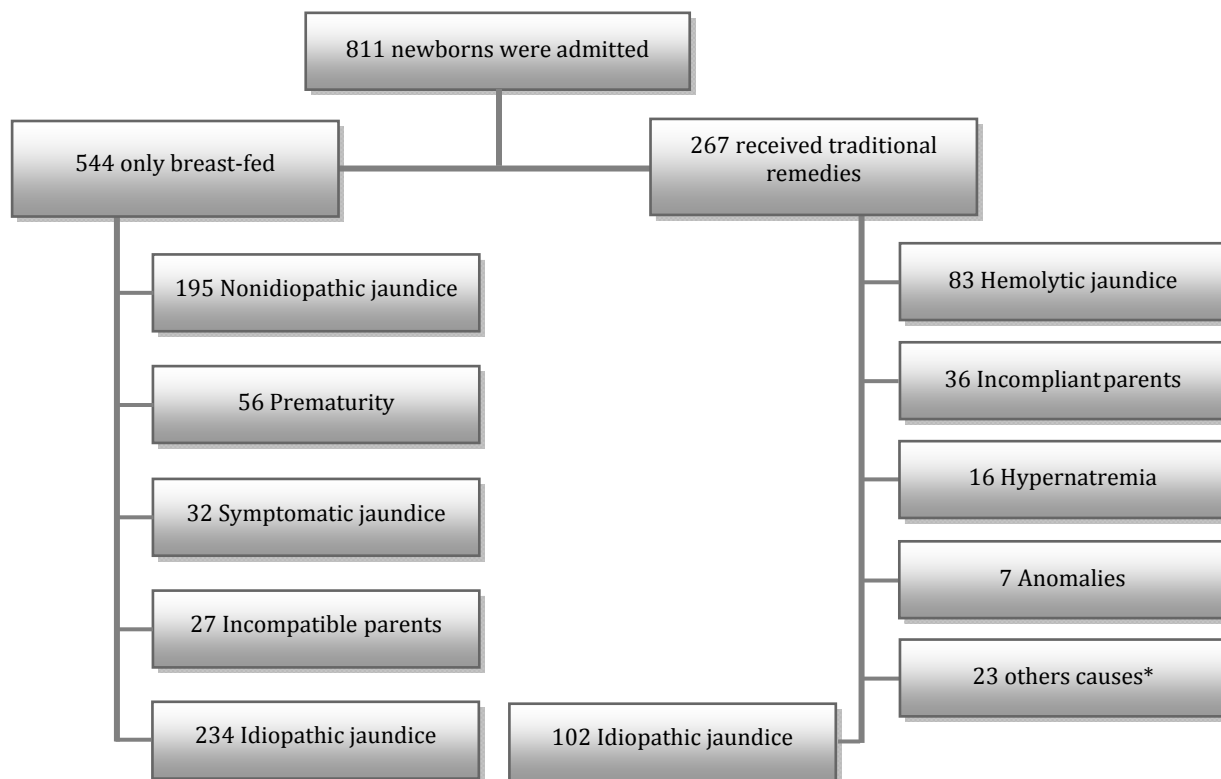 811 newborns were admitted
544 only breast-fed
267 received traditional
remedies
195 Nonidiopathic jaundice
56 Prematurity
32 Symptomatic jaundice
27 Incompatible parents
234 Idiopathic jaundice
83 Hemolytic jaundice
36 Incompliant parents
16 Hypernatremia
7 Anomalies
23 others causes*
102 Idiopathic jaundice